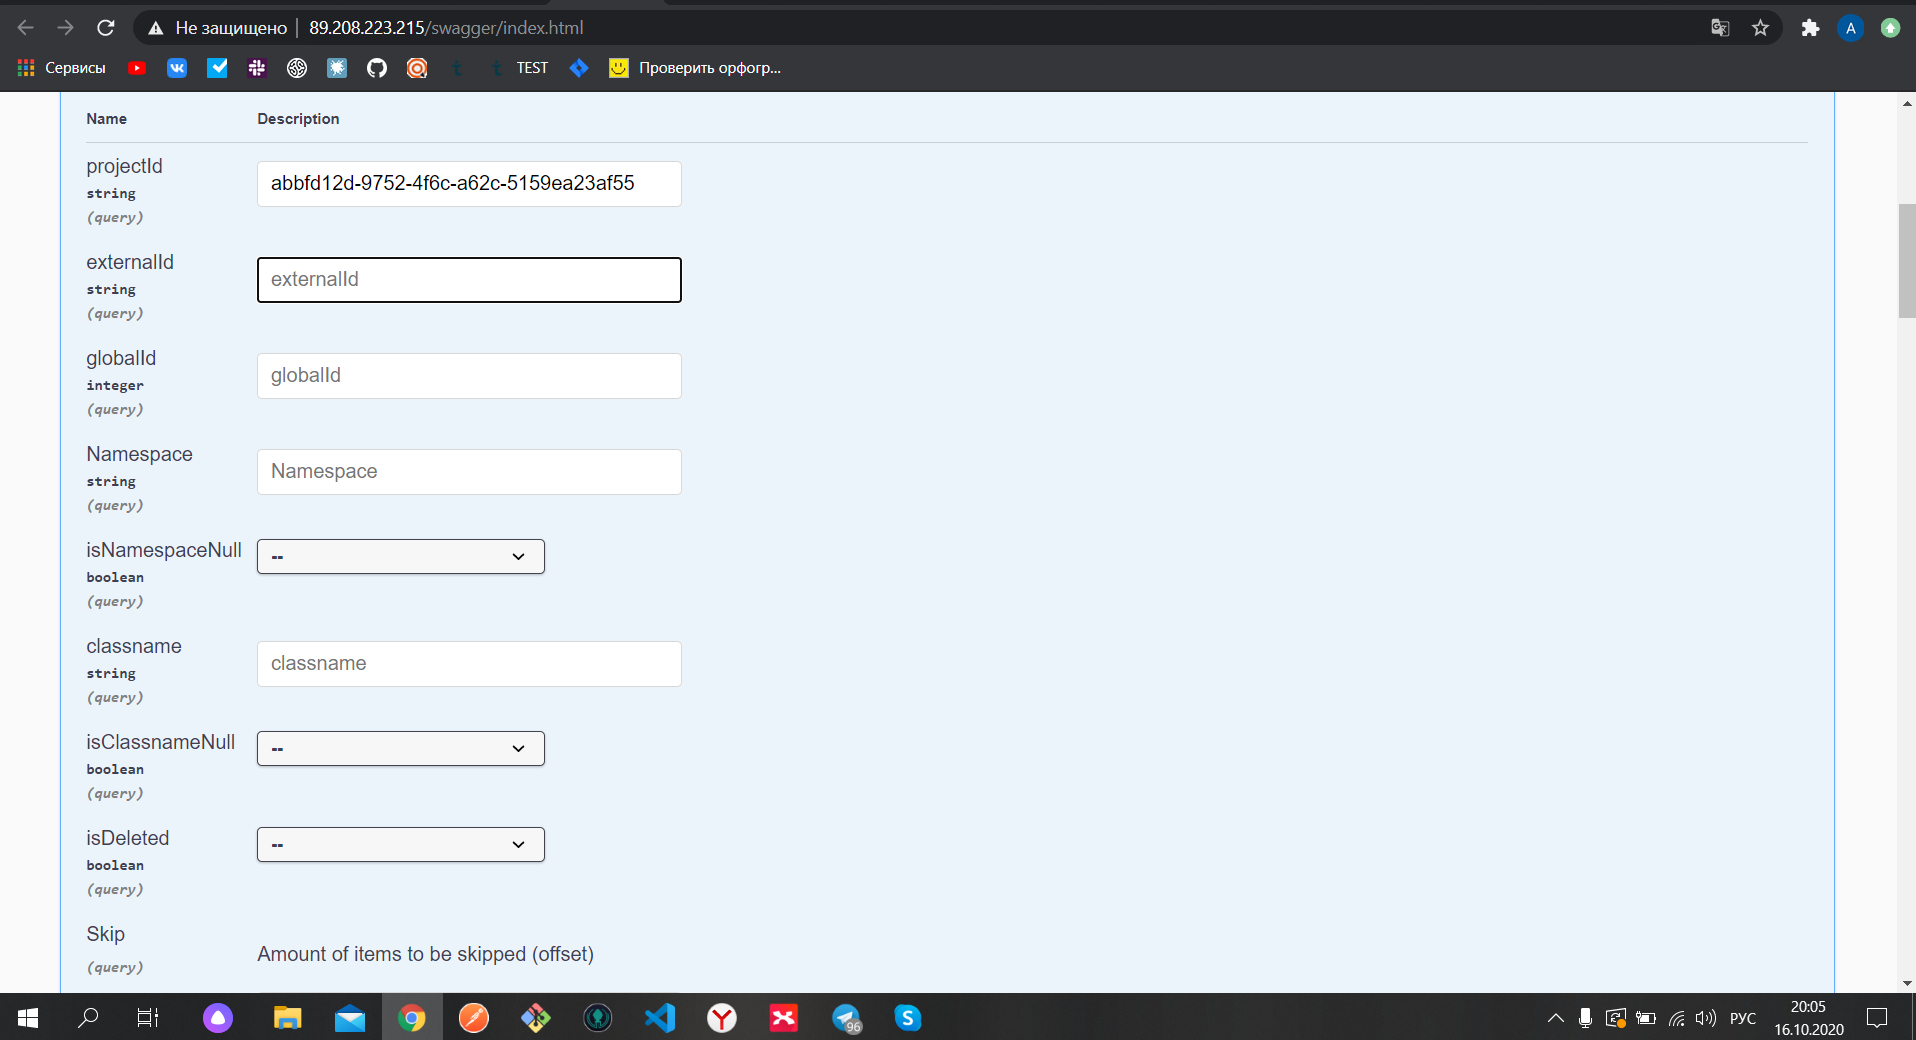 Не защищено
89.208.223.215/swagger/index.html
A
Сервисы
TEST
Проверить орфогр...
Name Description
projectId
string
(query)
abbfd12d-9752-4f6c-a62c-5159ea23af55
externalId
string
(query)
externalId
globalId
integer
(query)
globalId
Namespace
string
(query)
Namespace
isNamespaceNull
boolean
(query)
--
classname
string
(query)
classname
isClassnameNull
boolean
(query)
--
isDeleted
boolean
(query)
--
Skip
(query)
Amount of items to be skipped (offset)
96
РУС
20:05
16.10.2020